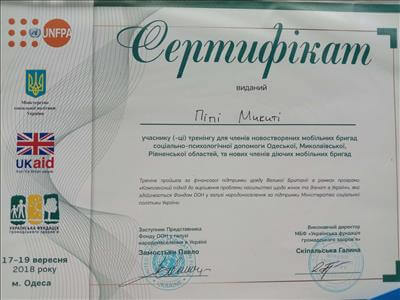 UNFPA
Сертифікат
виданий
Піпі Микиті
Міністерство
соціальної політики
України
учаснику (-ці) тренінгу для членів новостворених мобільних бригад
соціально-психологічної допомоги Одеської, Миколаївської,
Рівненської областей, та нових членів діючих мобільних бригад
UKaid
from the British people
Тренінг пройшов за фінансової підтримки уряду Великої Британії в рамках програми
«Комплексний підхід до вирішення проблеми насильства щодо жінок та дівчат в Україні», яка
здійснюється Фондом ООН у галузі народонаселення за підтримки Міністерства соціальної
політики України.
УКРАЇНСЬКА ФУНДАЦІЯ
громадського здоров'я
17-19 вересня
2018 року
м. Одеса
Заступник Представника
Фонду ООН у галузі
народонаселення в Україні
Замостьян Павло
Виконавчий директор
МБФ «Українська фундація
громадського здоров'я»
Скіпальська Галина